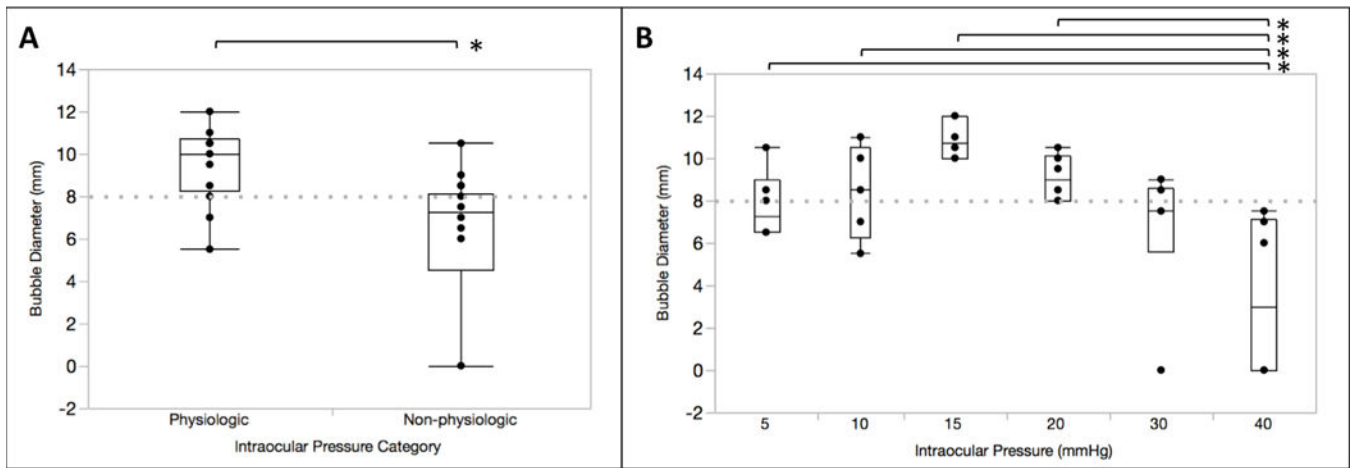 A
*
14
12
10
8
6
4
2
0
-2
Bubble Diameter (mm)
Physiologic
Non-physiologic
Intraocular Pressure Category
B
*
*
*
*
14
12
10
8
6
4
2
0
-2
Bubble Diameter (mm)
5 10 15 20 30 40
Intraocular Pressure (mmHg)